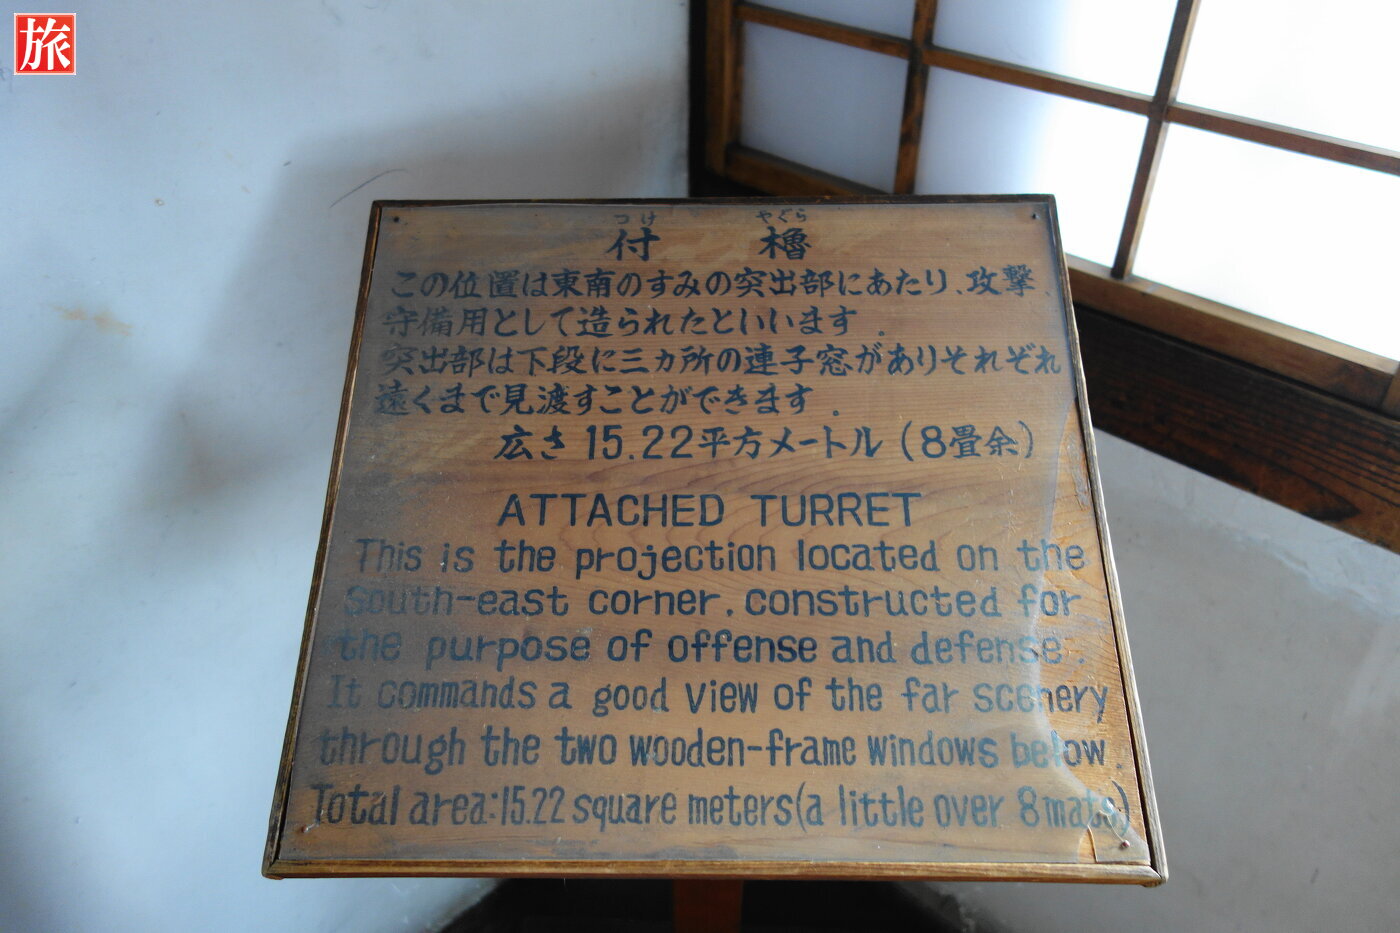 旅
つけ やぐら
付 櫓
この位置は東南のすみの突出部にあたり、攻撃
守備用として造られたといいます.
突出部は下段に三カ所の連子窓がありそれぞれ
遠くまで見渡すことができます.
広さ 15.22平方メートル (8畳余)
ATTACHED TURRET
This is the projection located on the
south-east corner, constructed for
the purpose of offense and defense.
It commands a good view of the far scenery
through the two wooden-frame windows below.
Total area:15.22 square meters(a little over 8 mats)